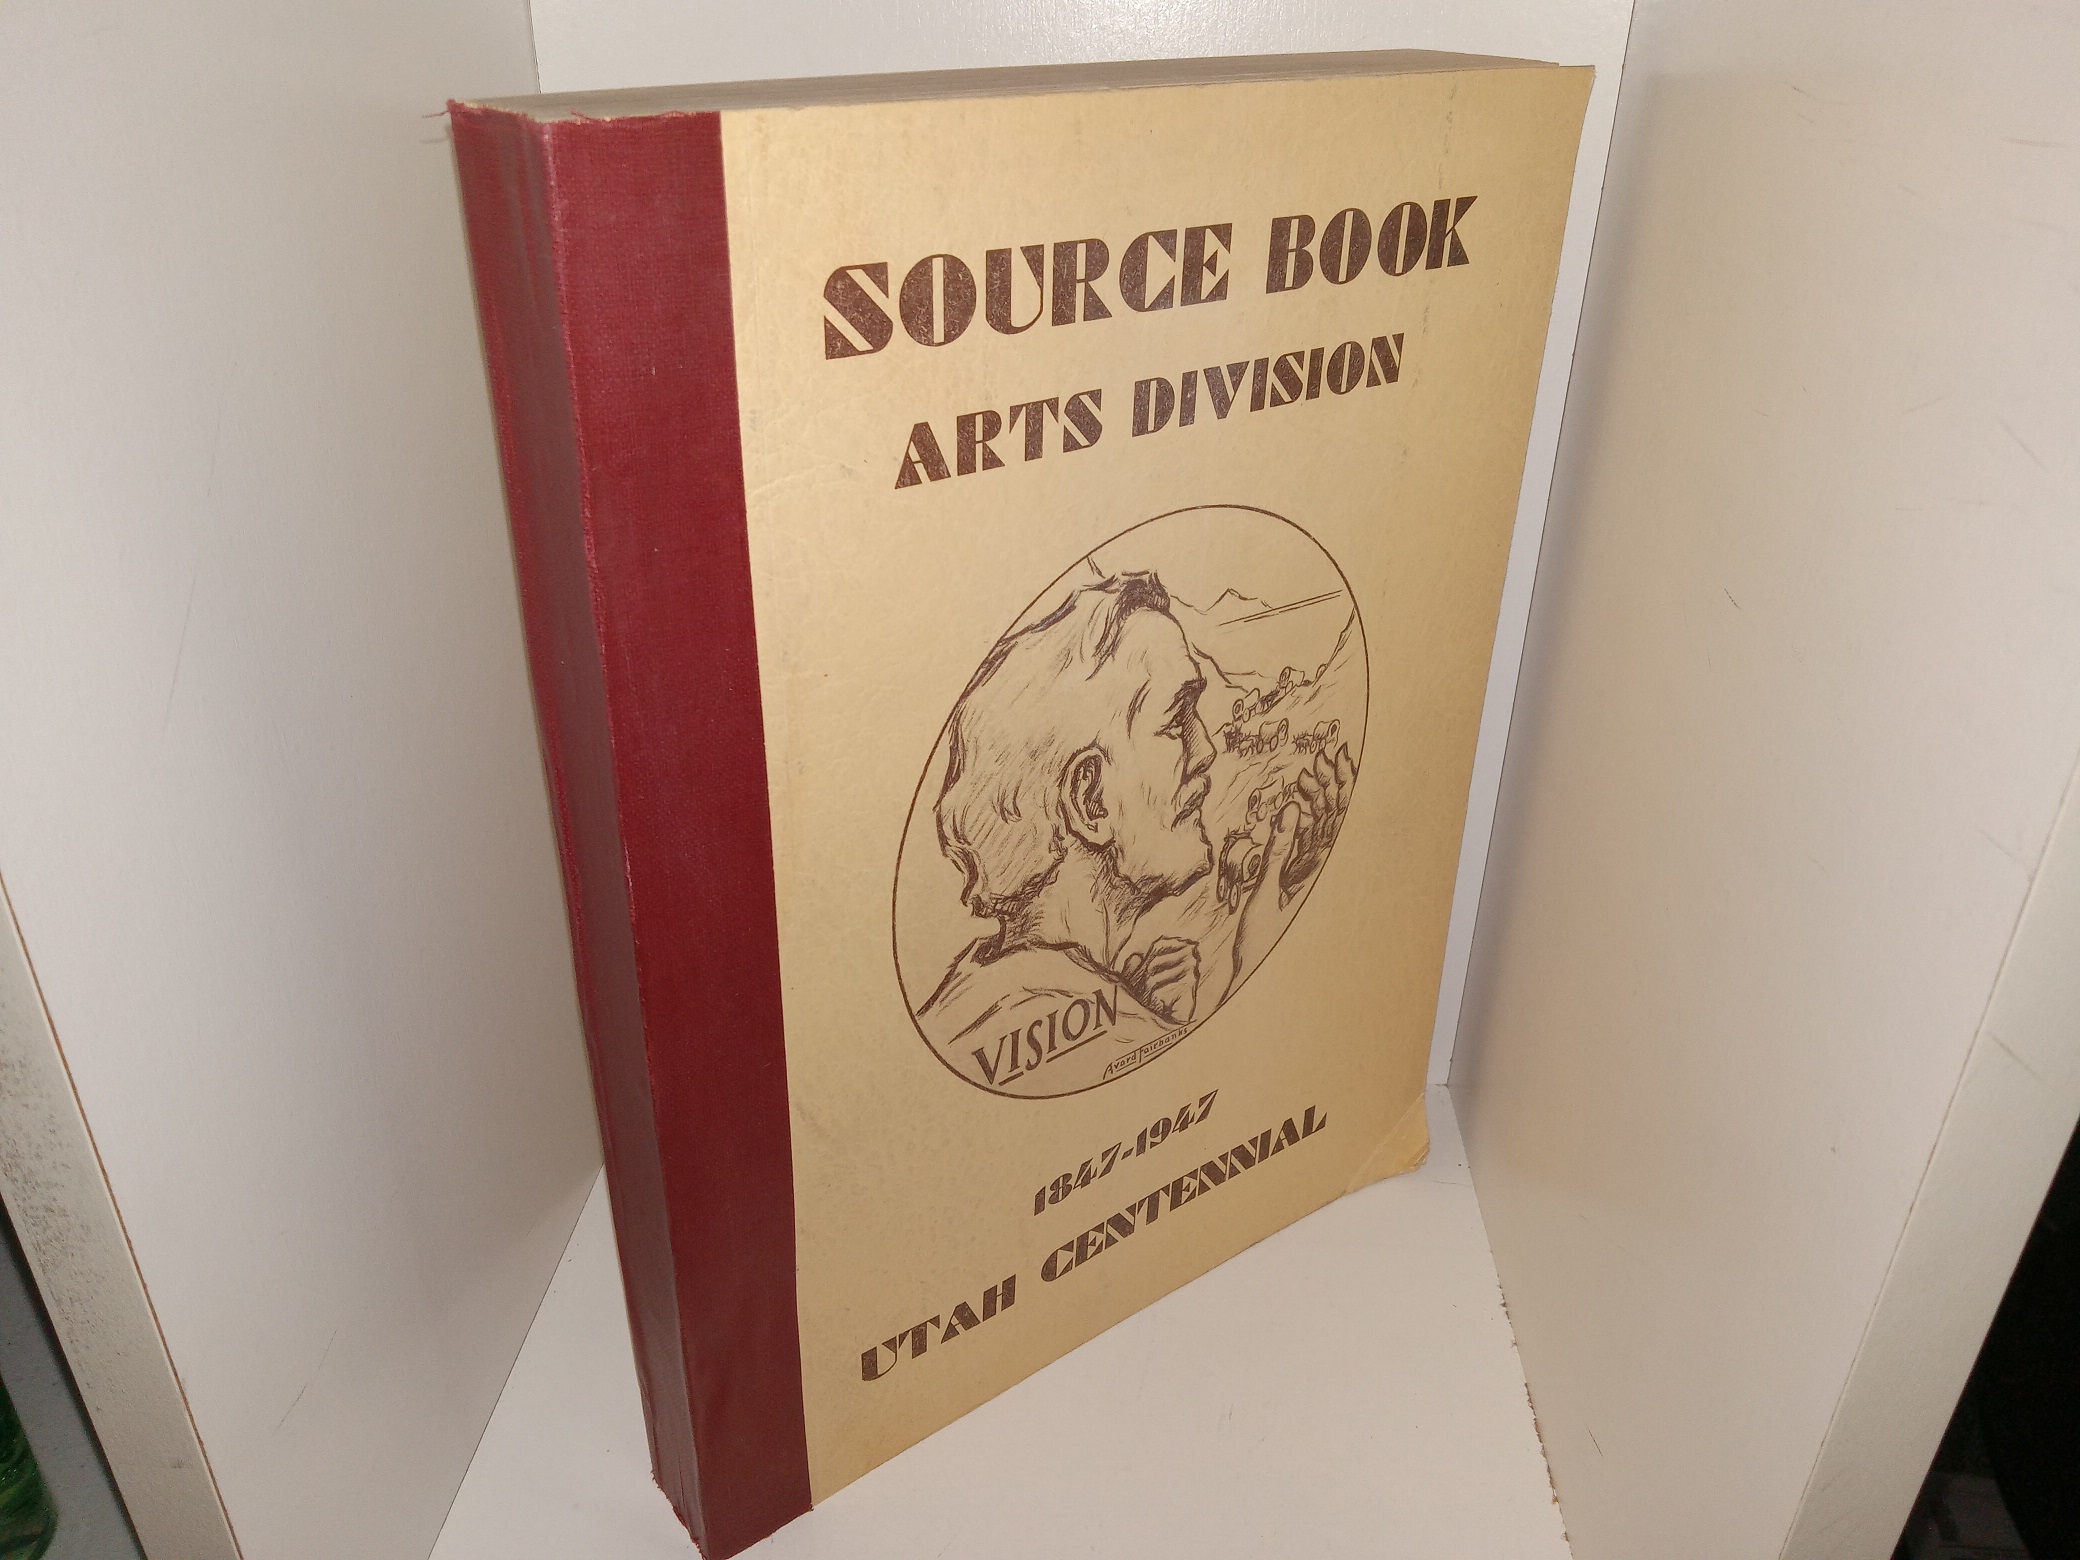 SOURCE BOOK
ARTS DIVISION
VISION
Avard Fairbanks
1847-1947
UTAH CENTENNIAL